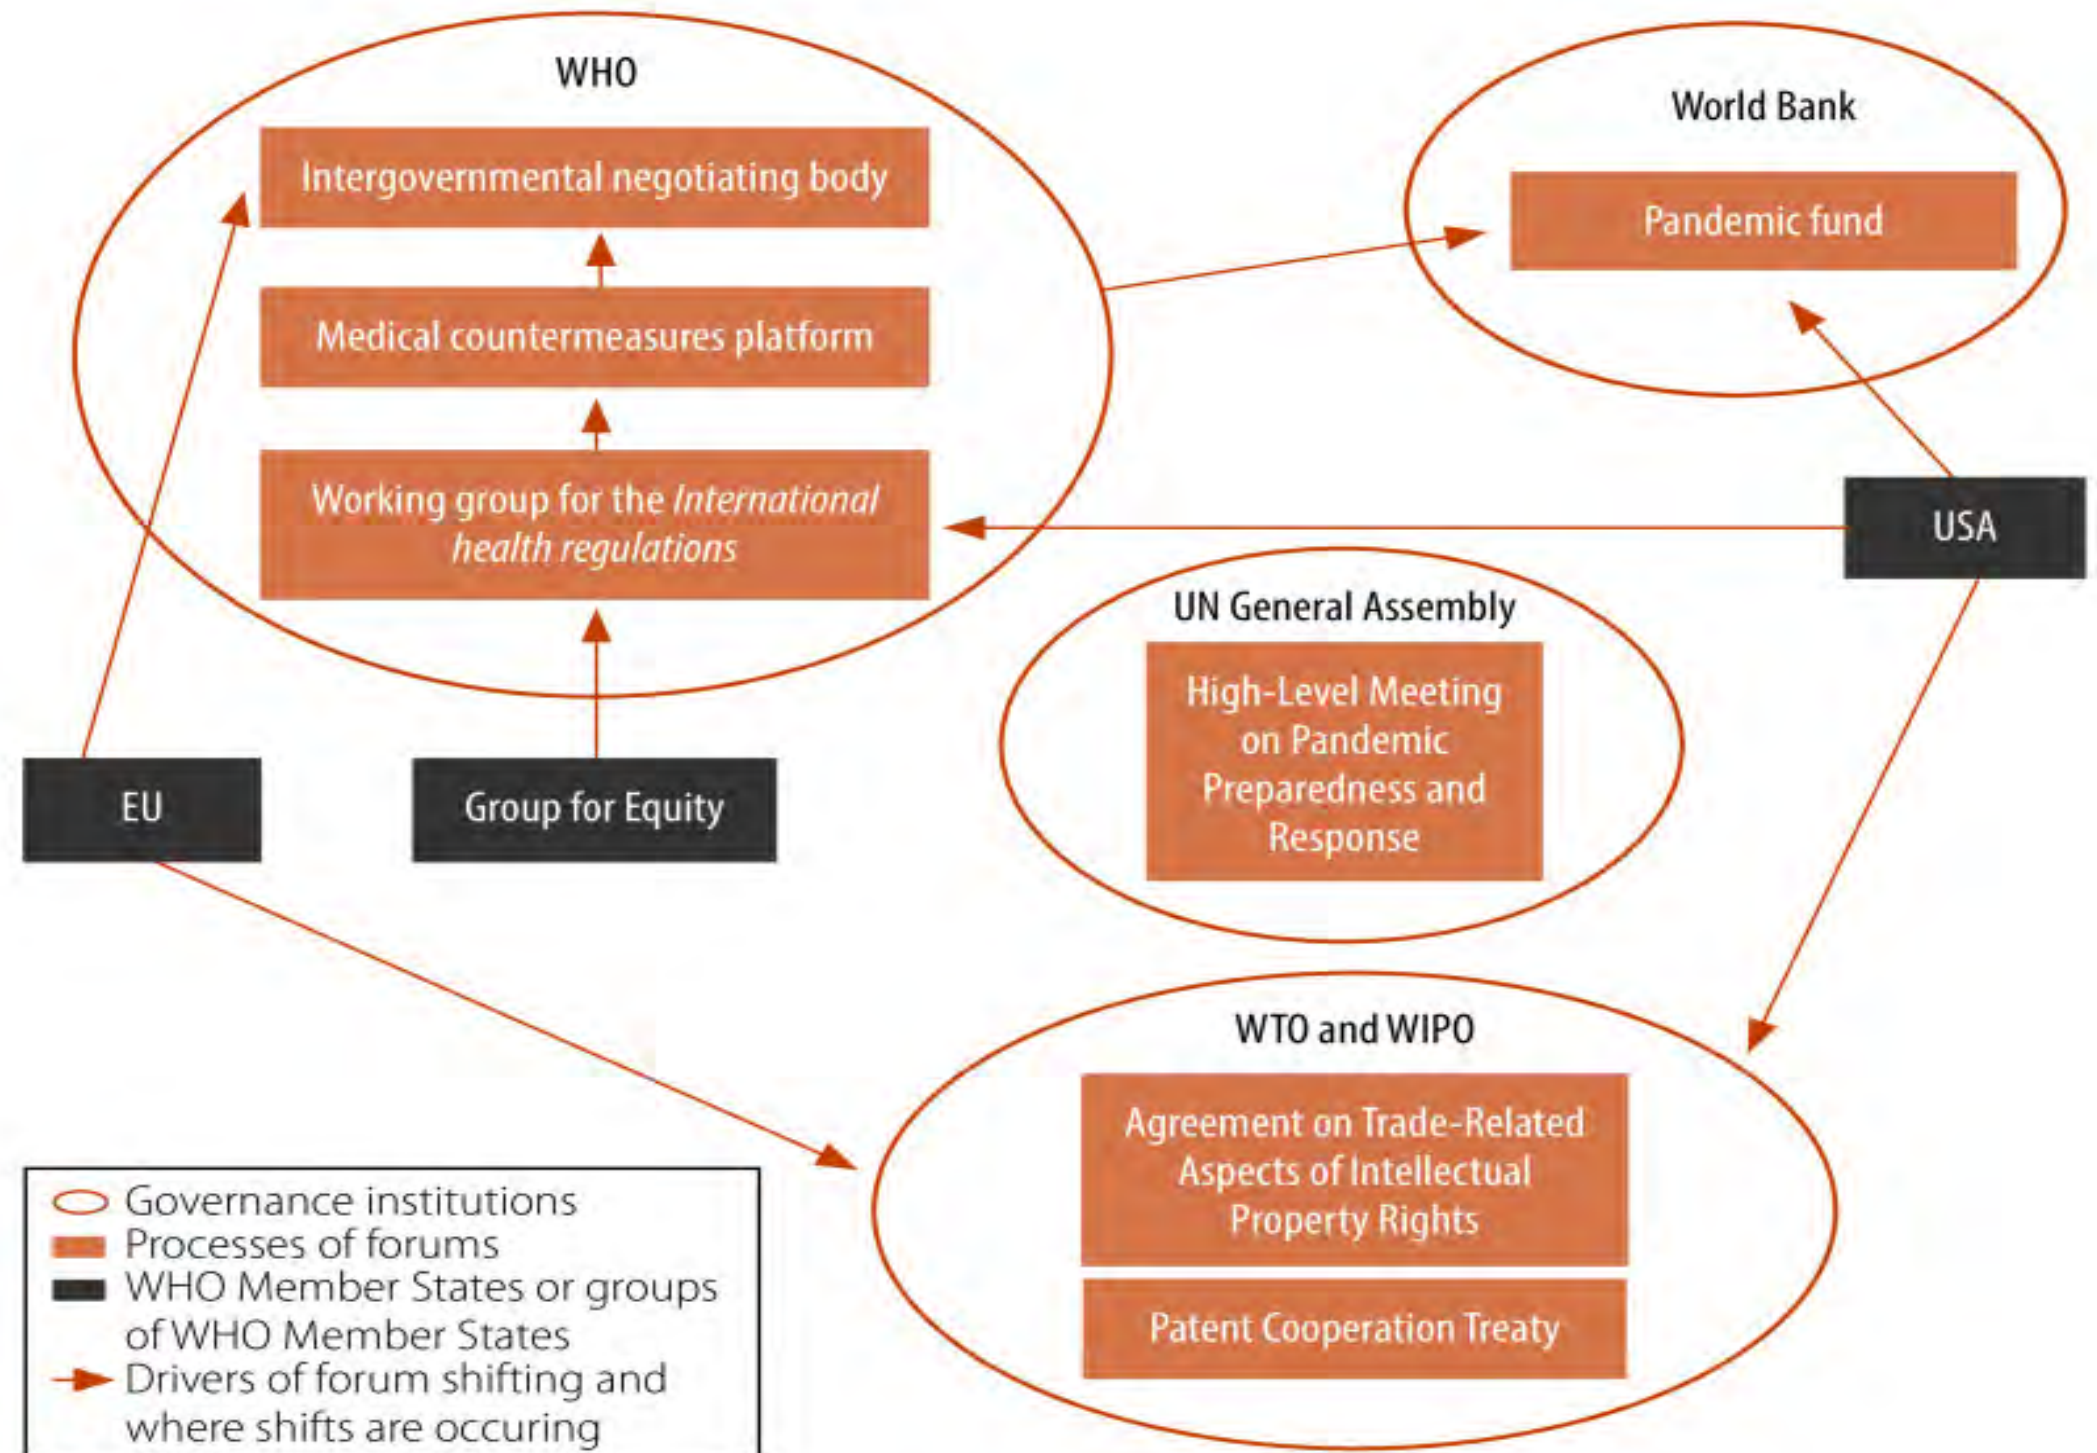 WHO
Intergovernmental negotiating body
Medical countermeasures platform
Working group for the International
health regulations
World Bank
Pandemic fund
USA
UN General Assembly
High-Level Meeting
on Pandemic
Preparedness and
Response
EU
Group for Equity
WTO and WIPO
Agreement on Trade-Related
Aspects of Intellectual
Property Rights
Patent Cooperation Treaty
Governance institutions
Processes of forums
WHO Member States or groups
of WHO Member States
Drivers of forum shifting and
where shifts are occuring